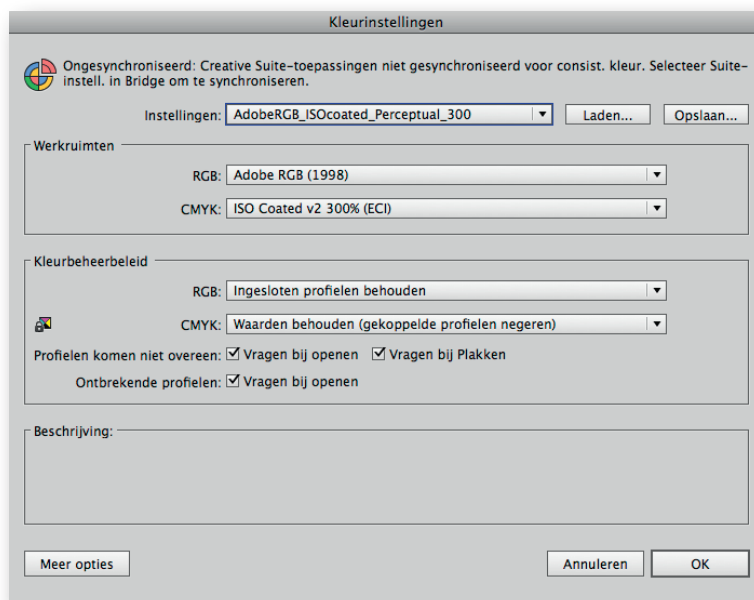 Kleurinstellingen
Ongesynchroniseerd: Creative Suite-toepassingen niet gesynchroniseerd voor consist. kleur. Selecteer Suite-
instell. in Bridge om te synchroniseren.
Instellingen: AdobeRGB_ISOcoated_Perceptual_300 Laden... Opslaan...
Werkruimten
RGB: Adobe RGB (1998)
CMYK: ISO Coated v2 300% (ECI)
Kleurbeheerbeleid
RGB: Ingesloten profielen behouden
CMYK: Waarden behouden (gekoppelde profielen negeren)
Profielen komen niet overeen: Vragen bij openen Vragen bij Plakken
Ontbrekende profielen: Vragen bij openen
Beschrijving:
Meer opties Annuleren OK